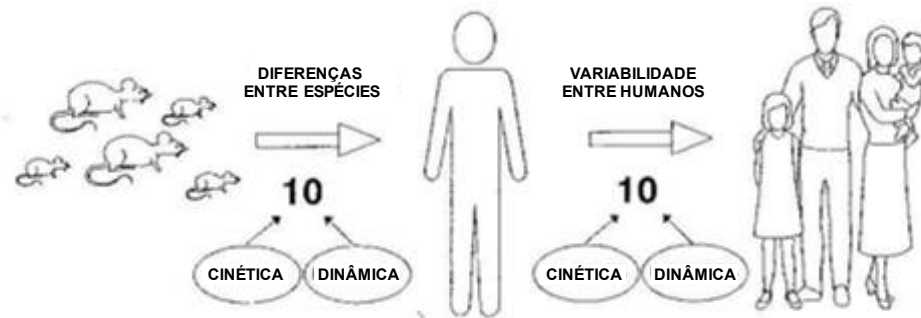 DIFERENÇAS
ENTRE ESPÉCIES
10
CINÉTICA
DINÂMICA
VARIABILIDADE
ENTRE HUMANOS
10
CINÉTICA
DINÂMICA